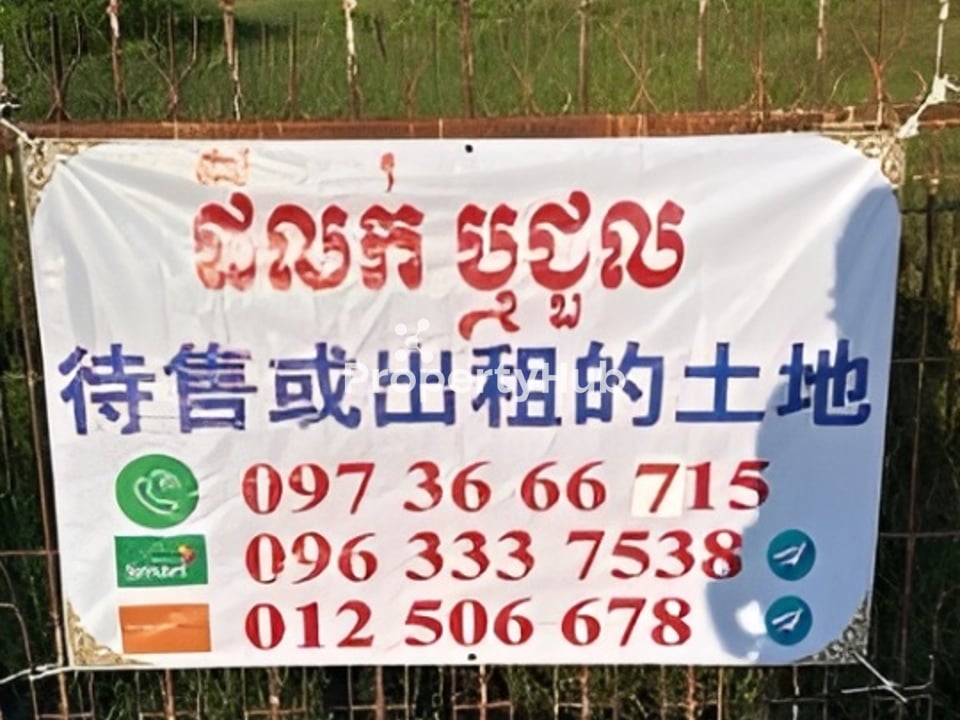 ដីលក់ ឬជួល
待售或出租的土地
PropertyHub
097 36 66 715
096 333 7538
012 506 678